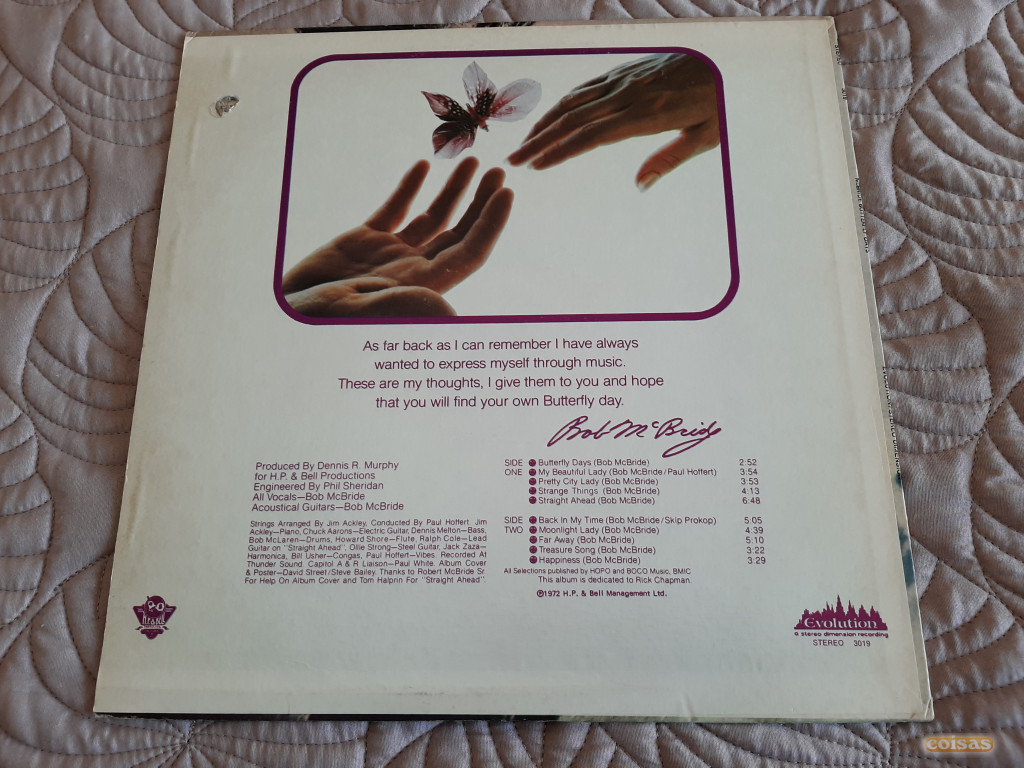 As far back as I can remember I have always
wanted to express myself through music.
These are my thoughts, I give them to you and hope
that you will find your own Butterfly day.
Bob McBride
Produced By Dennis R. Murphy
for H.P. & Bell Productions
Engineered By Phil Sheridan
All Vocals—Bob McBride
Acoustical Guitars—Bob McBride
Strings Arranged By Jim Ackley, Conducted By Paul Hoffert. Jim
Ackley—Piano, Chuck Aarons—Electric Guitar, Dennis Melton—Bass,
Bob McLaren—Drums, Howard Shore—Flute, Ralph Cole—Lead
Guitar on "Straight Ahead", Ollie Strong—Steel Guitar, Jack Zaza—
Harmonica, Bill Usher—Congas, Paul Hoffert—Vibes. Recorded At
Thunder Sound. Capitol A & R Liaison—Paul White. Album Cover
& Poster—David Street/Steve Bailey. Thanks to Robert McBride Sr.
For Help On Album Cover and Tom Halprin For "Straight Ahead".
SIDE ONE
Butterfly Days (Bob McBride) 2:52
My Beautiful Lady (Bob McBride/Paul Hoffert) 3:54
Pretty City Lady (Bob McBride) 3:53
Strange Things (Bob McBride) 4:13
Straight Ahead (Bob McBride) 6:48
SIDE TWO
Back In My Time (Bob McBride/Skip Prokop) 5:05
Moonlight Lady (Bob McBride) 4:39
Far Away (Bob McBride) 5:10
Treasure Song (Bob McBride) 3:22
Happiness (Bob McBride) 3:29
All Selections published by HOPO and BOCO Music, BMIC
This album is dedicated to Rick Chapman.
℗1972 H.P. & Bell Management Ltd.
H.P. & Bell
Evolution
a stereo dimension recording
STEREO 3019
coisas